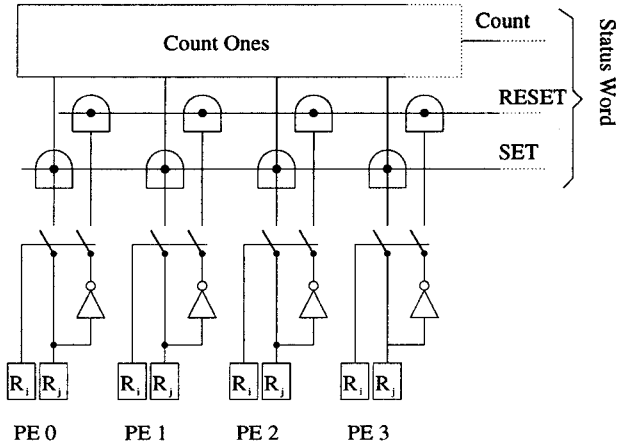 Count
Count Ones
RESET
SET
Status Word
Ri Rj Ri Rj Ri Rj Ri Rj
PE 0 PE 1 PE 2 PE 3